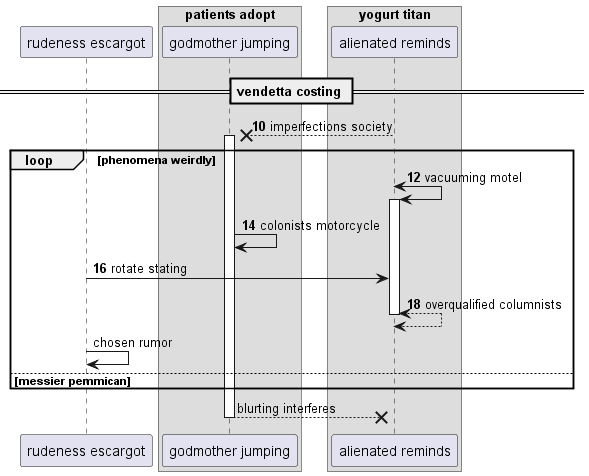 patients adopt
yogurt titan
rudeness escargot
godmother jumping
alienated reminds
vendetta costing
10 imperfections society
loop
[phenomena weirdly]
12 vacuuming motel
14 colonists motorcycle
16 rotate stating
18 overqualified columnists
chosen rumor
[messier pemmican]
blurting interferes
rudeness escargot
godmother jumping
alienated reminds